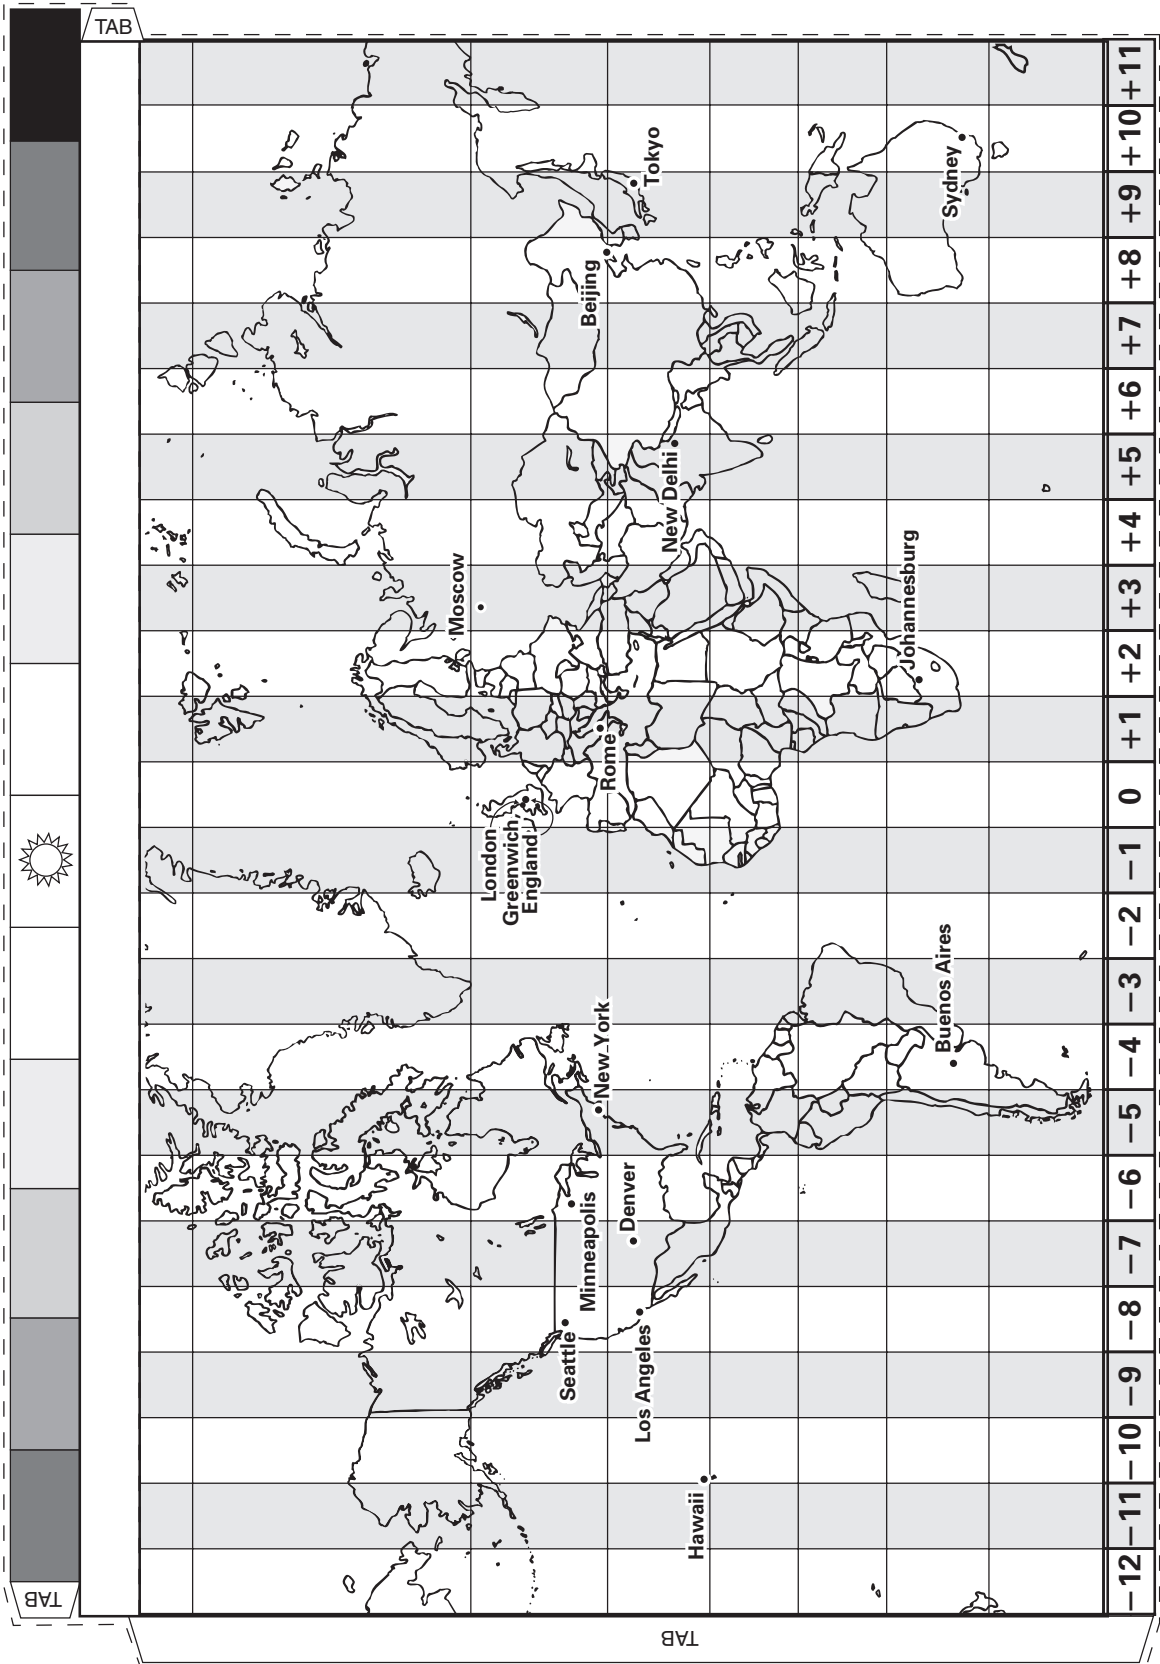 TAB
TAB
TAB
+11
+10
+9
+8
+7
+6
+5
+4
+3
+2
+1
0
−1
−2
−3
−4
−5
−6
−7
−8
−9
−10
−11
−12
Tokyo
Sydney
Beijing
New Delhi
Moscow
Johannesburg
Rome
London
Greenwich,
England
Buenos Aires
New York
Denver
Minneapolis
Seattle
Los Angeles
Hawaii